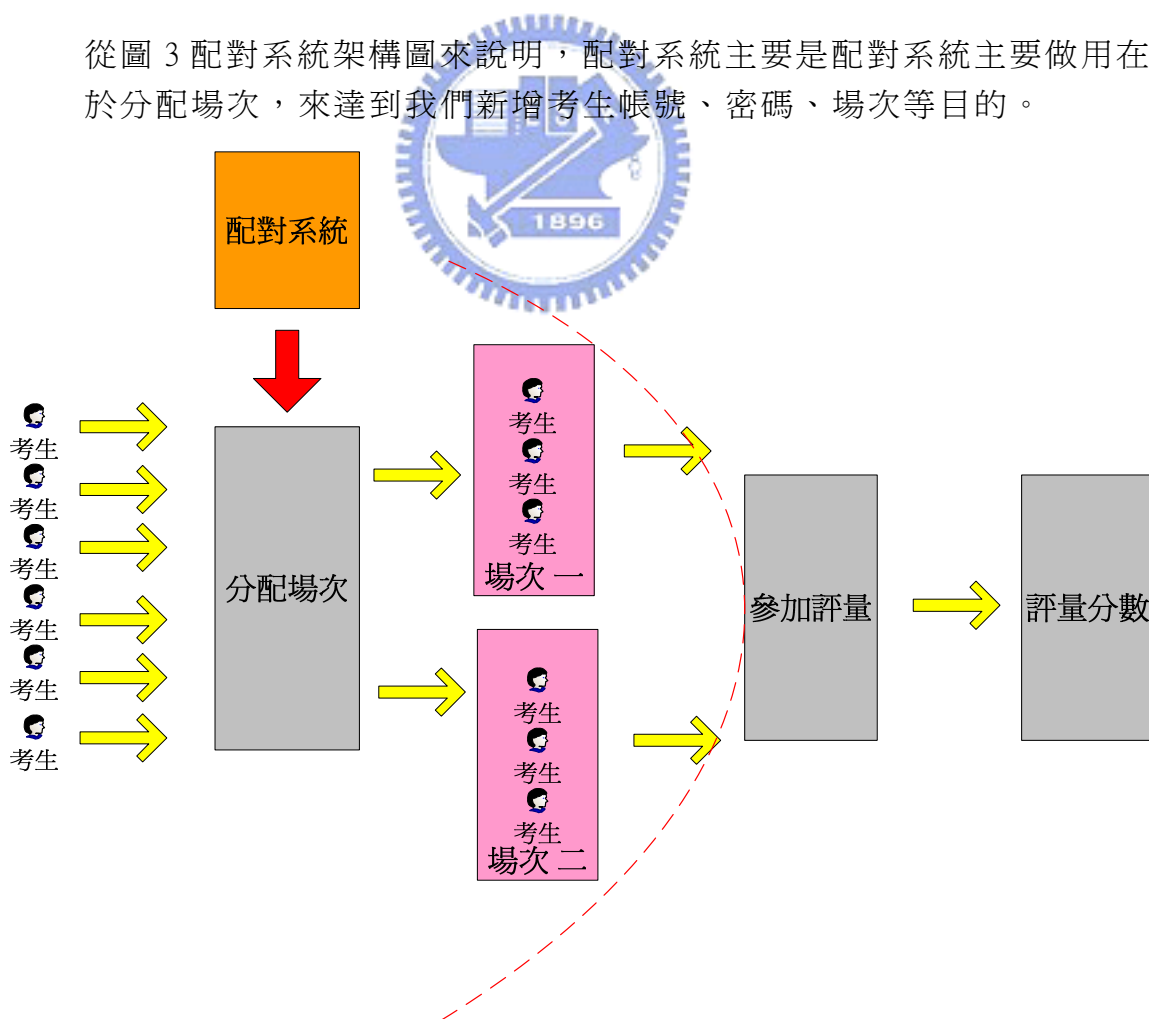 從圖 3 配對系統架構圖來說明，配對系統主要是配對系統主要做用在
於分配場次，來達到我們新增考生帳號、密碼、場次等目的。
1896
配對系統
考生
考生
考生
考生
考生
考生
分配場次
考生
考生
考生
場次 一
考生
考生
考生
場次 二
參加評量
評量分數